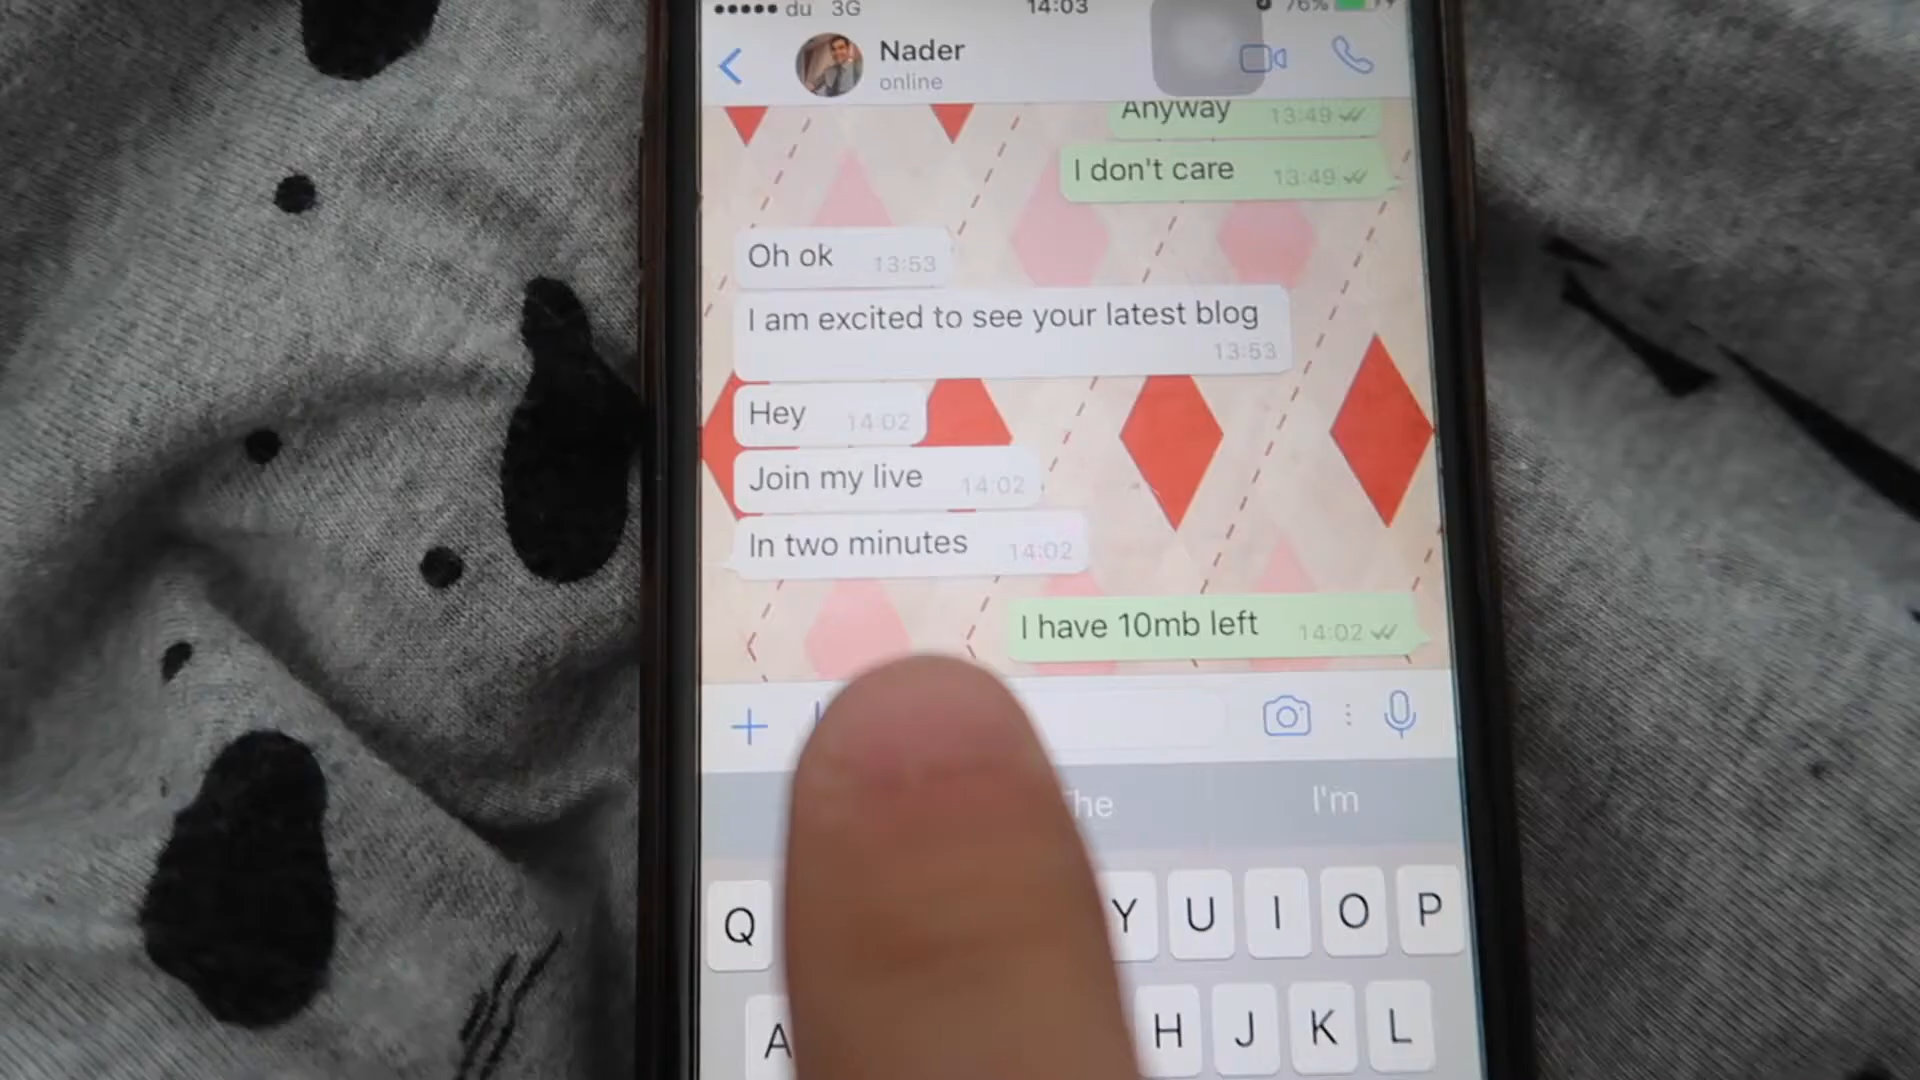 du 3G 14:03 76%
Nader
online
Anyway 13:49
I don't care 13:49
Oh ok 13:53
I am excited to see your latest blog
13:53
Hey 14:02
Join my live 14:02
In two minutes 14:02
I have 10mb left 14:02
I'm
Q Y U I O P
A H J K L